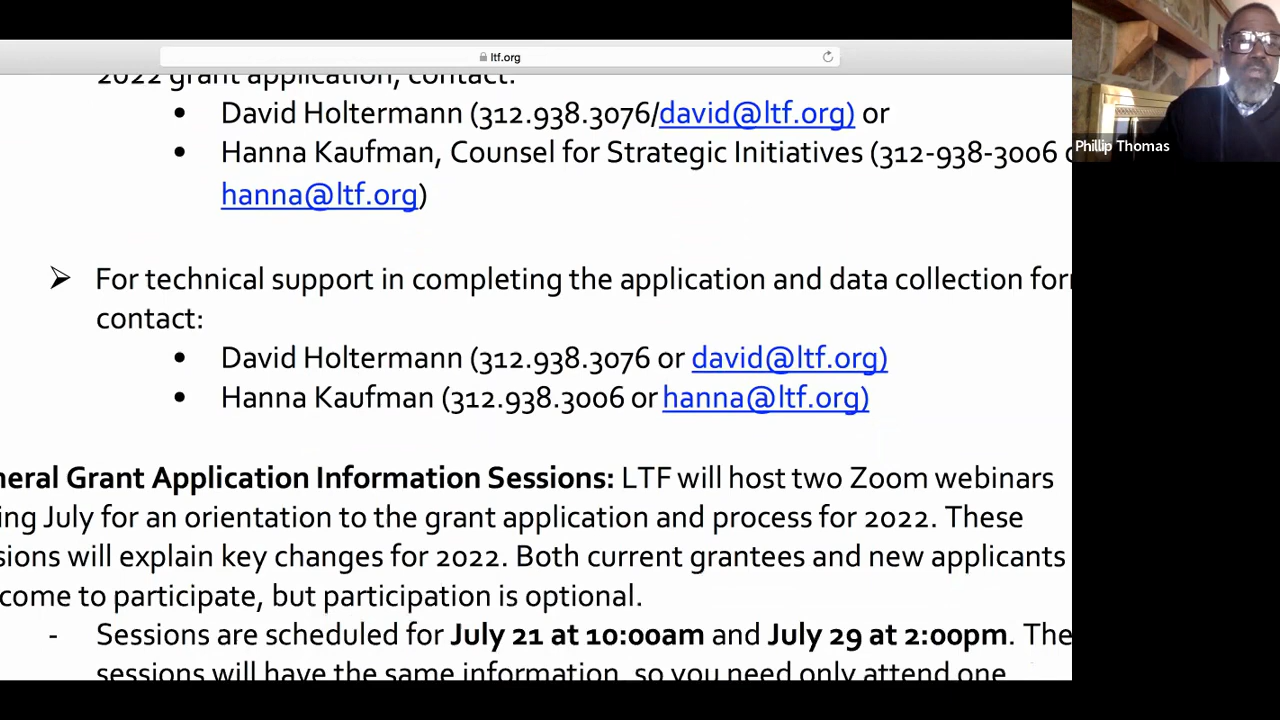 ltf.org
2022 grant application, contact:
• David Holtermann (312.938.3076/david@ltf.org) or
• Hanna Kaufman, Counsel for Strategic Initiatives (312-938-3006
hanna@ltf.org)
➢ For technical support in completing the application and data collection
contact:
• David Holtermann (312.938.3076 or david@ltf.org)
• Hanna Kaufman (312.938.3006 or hanna@ltf.org)
Grant Application Information Sessions: LTF will host two Zoom webinars
July for an orientation to the grant application and process for 2022. These
will explain key changes for 2022. Both current grantees and new applicants
to participate, but participation is optional.
- Sessions are scheduled for July 21 at 10:00am and July 29 at 2:00pm. The
sessions will have the same information, so you need only attend one
Phillip Thomas